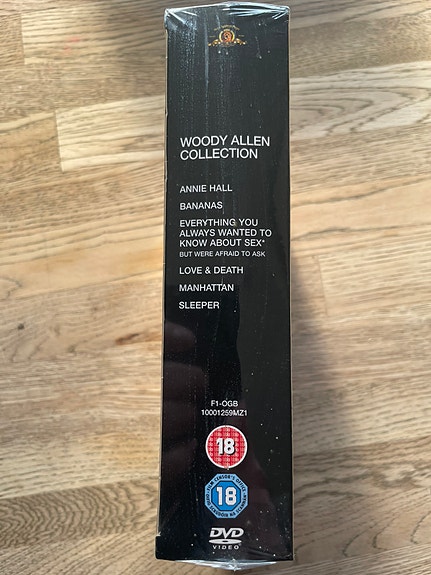 WOODY ALLEN
COLLECTION
ANNIE HALL
BANANAS
EVERYTHING YOU
ALWAYS WANTED TO
KNOW ABOUT SEX*
BUT WERE AFRAID TO ASK
LOVE & DEATH
MANHATTAN
SLEEPER
F1-OGB
10001259MZ1
18
18
DVD
VIDEO